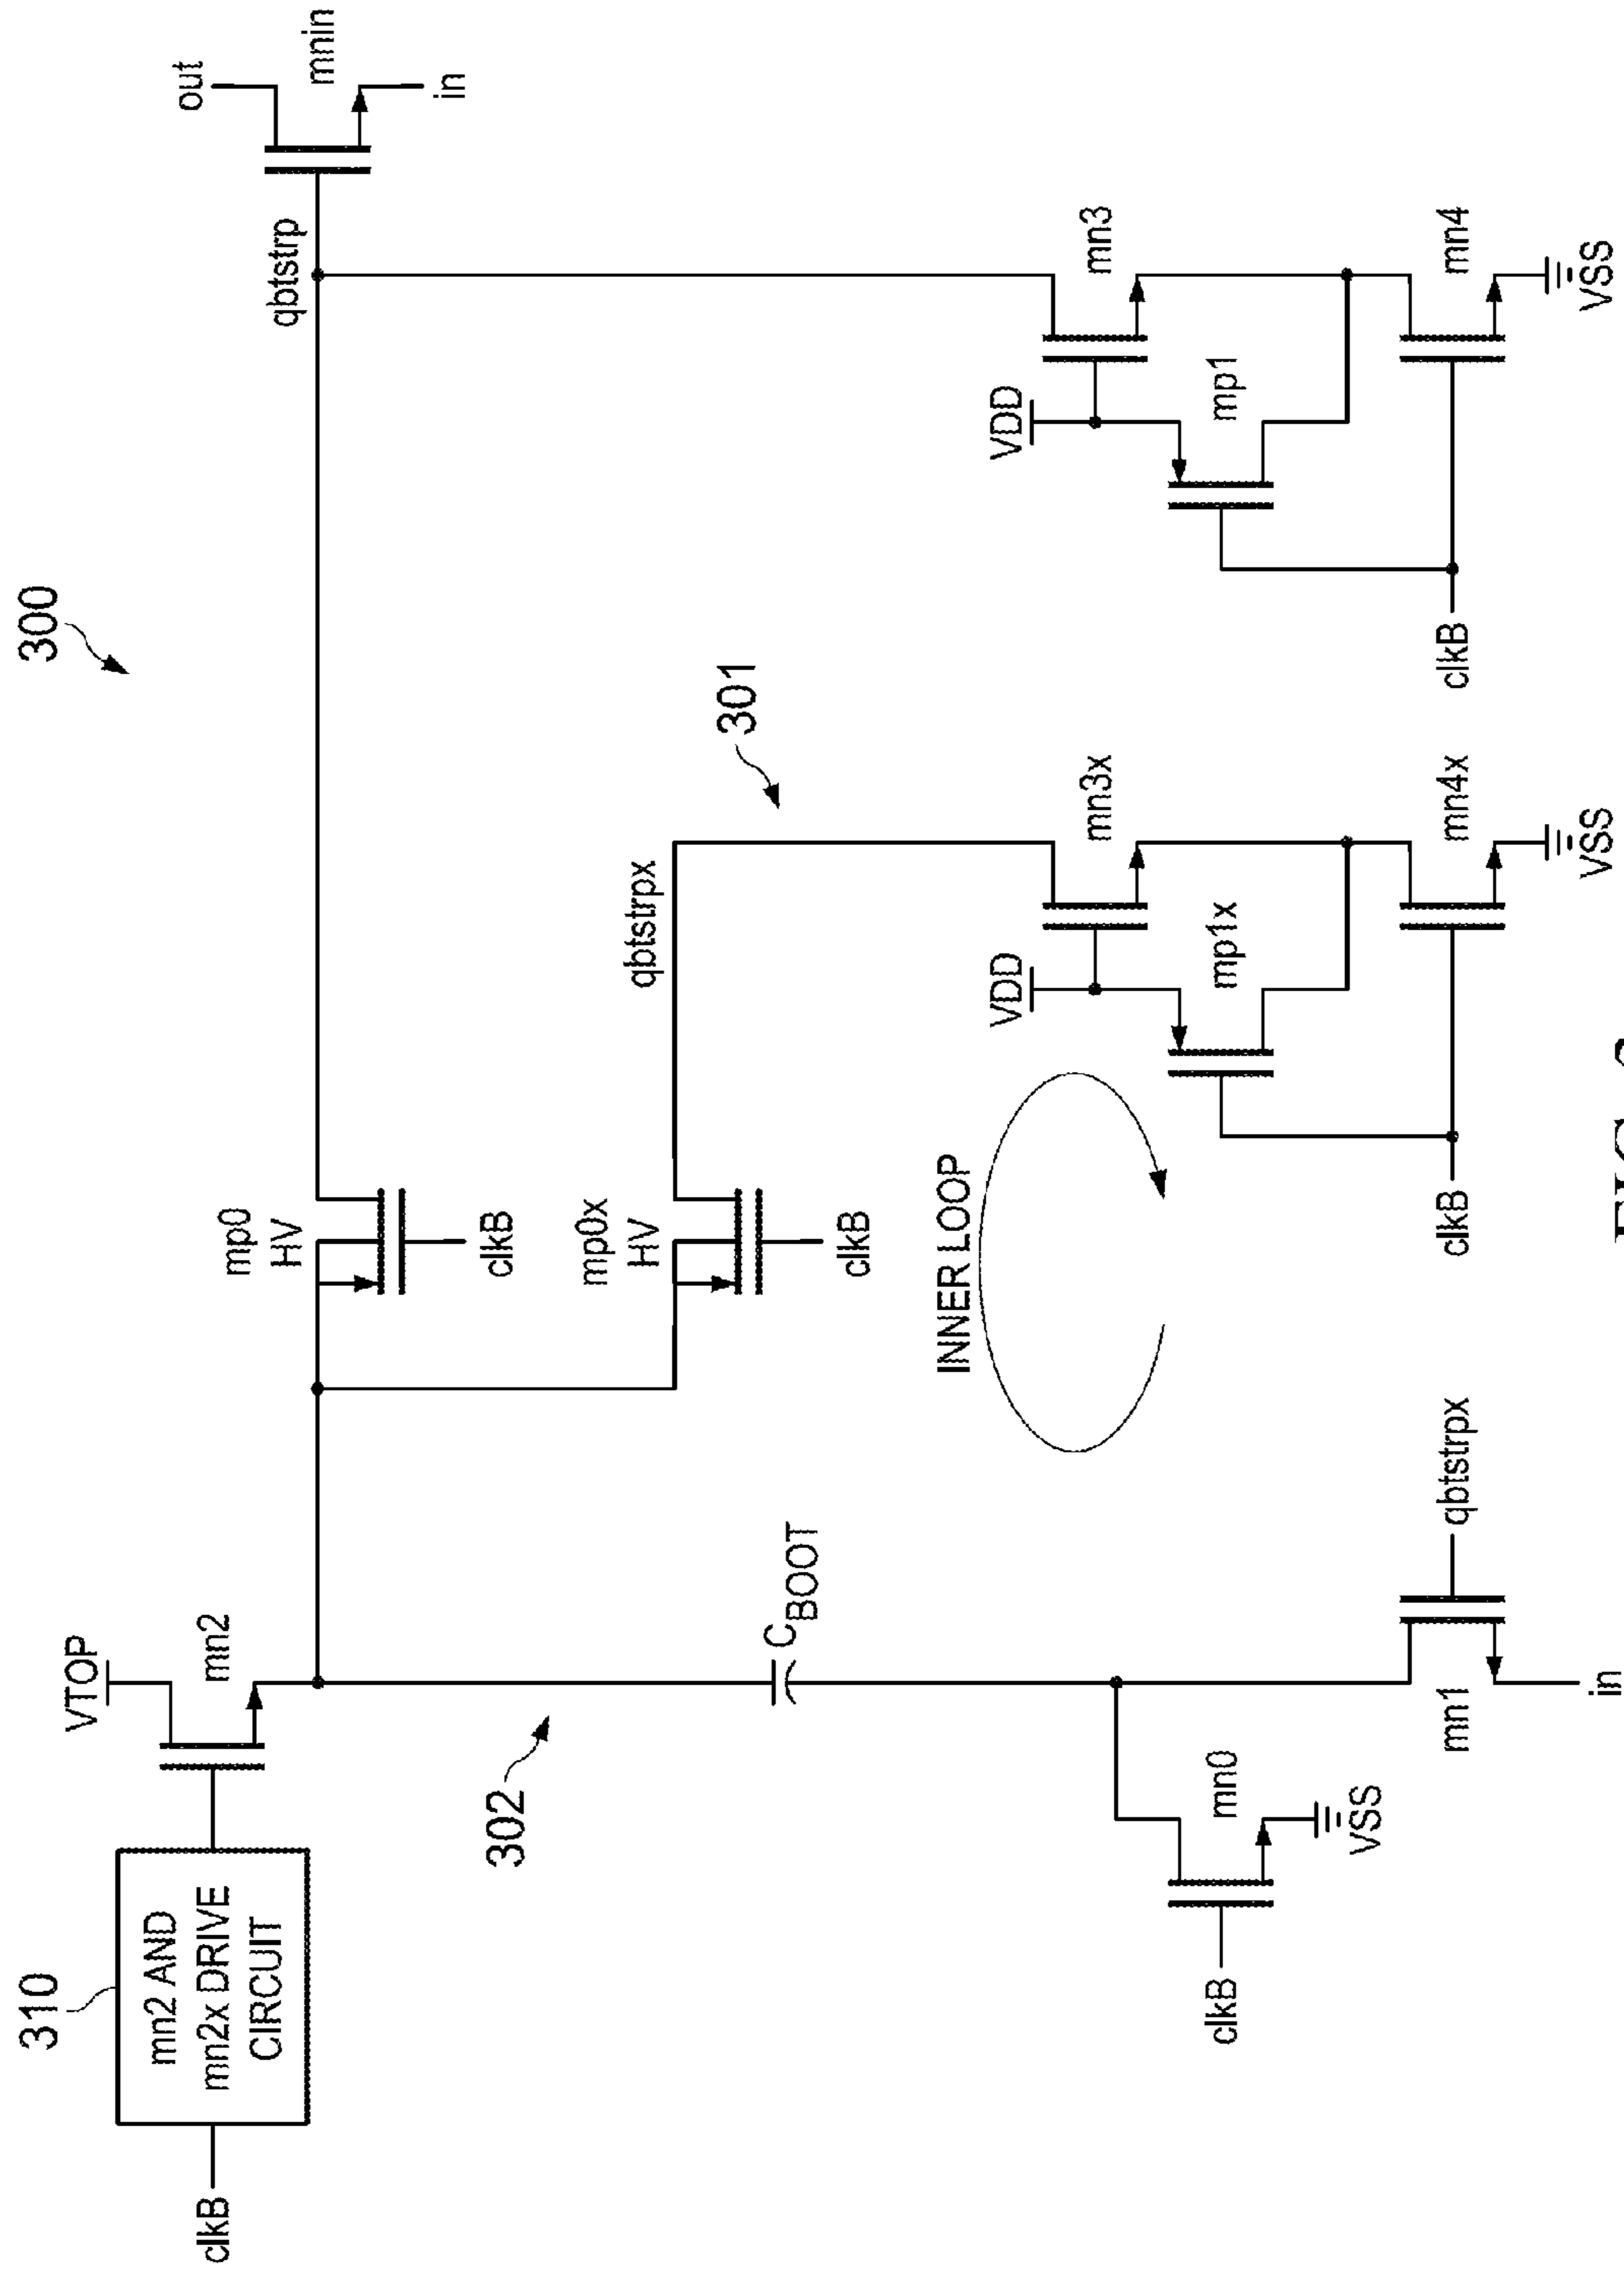 300
310
clkB
mn2 AND
mn2x DRIVE
CIRCUIT
VTOP
mn2
302
mp0
HV
clkB
qbtstrp
out
mnin
in
mp0x
HV
clkB
qbtstrpx
301
CBOOT
INNER LOOP
clkB
mn0
VSS
mn1
in
qbtstrpx
VDD
mn3x
mp1x
clkB
mn4x
VSS
VDD
mn3
mp1
clkB
mn4
VSS